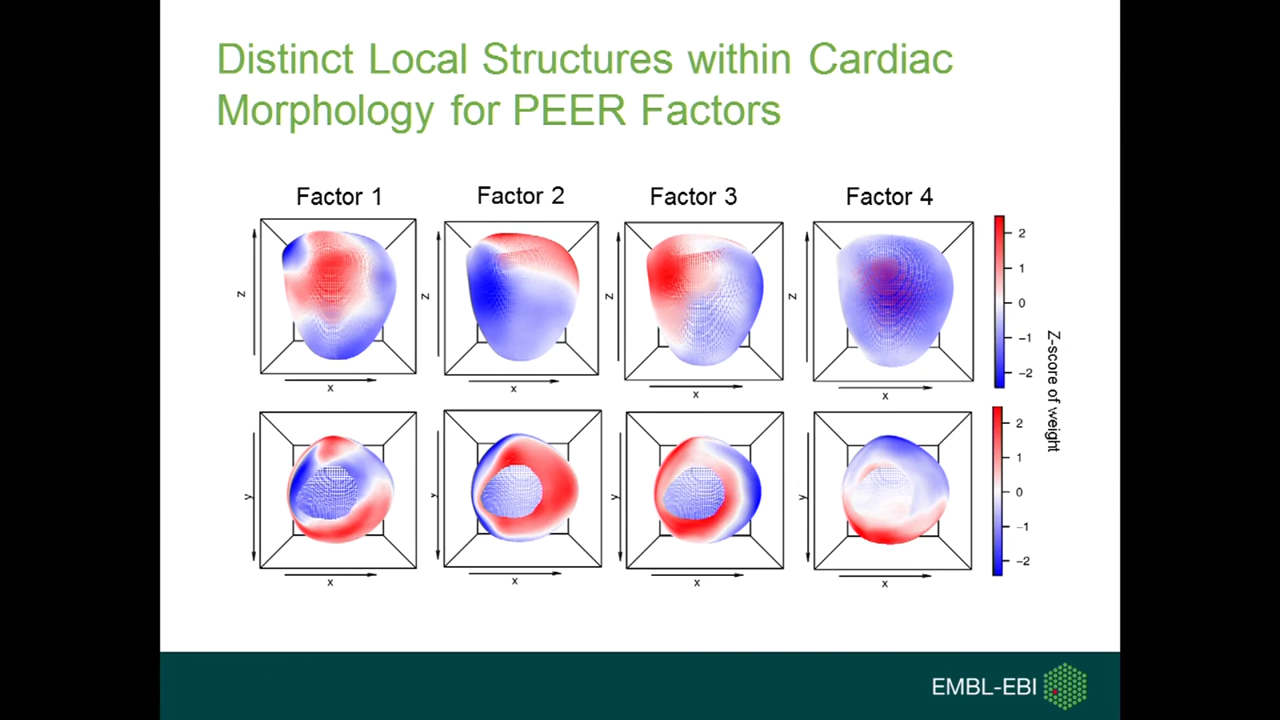 Distinct Local Structures within Cardiac
Morphology for PEER Factors
Factor 1
Factor 2
Factor 3
Factor 4
z
x
z
x
z
x
z
x
2
1
0
−1
−2
y
x
y
x
y
x
y
x
2
1
0
−1
−2
Z-score of weight
EMBL-EBI